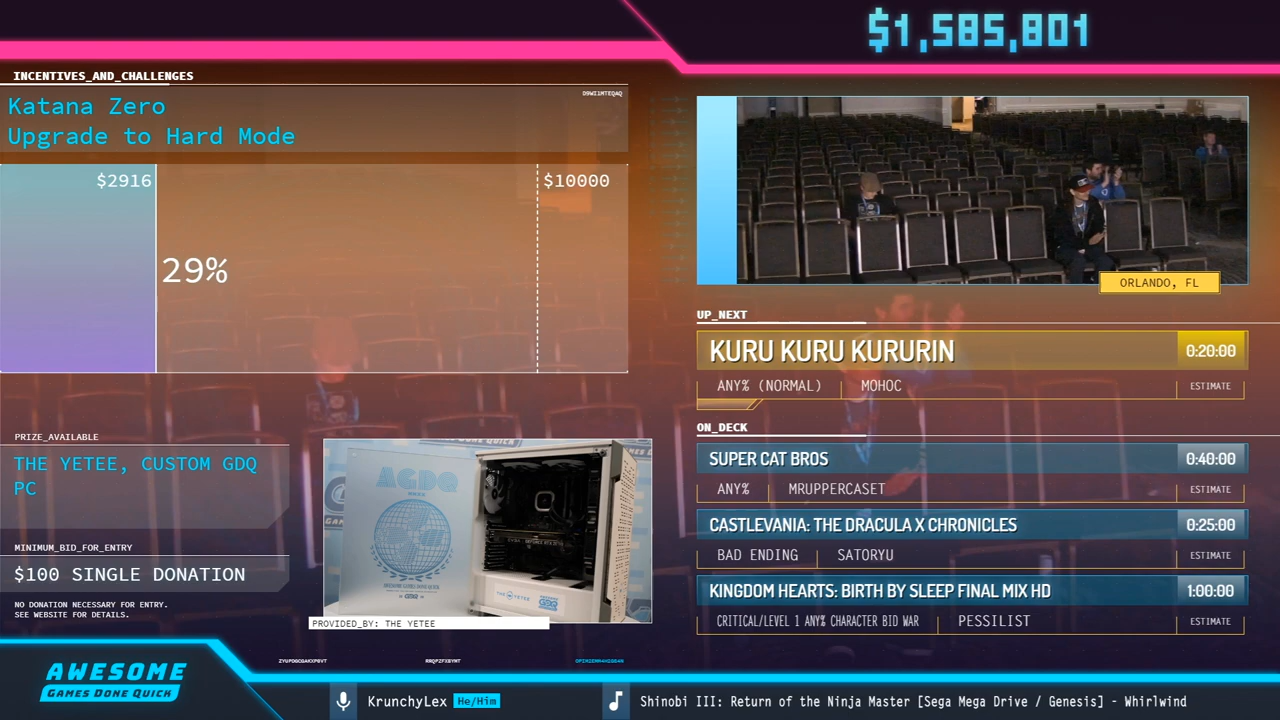 $1,585,801
INCENTIVES_AND_CHALLENGES
D9WI1MTEQAQ
Katana Zero
Upgrade to Hard Mode
$2916
$10000
29%
ORLANDO, FL
UP_NEXT
KURU KURU KURURIN
0:20:00
ANY% (NORMAL)
MOHOC
ESTIMATE
ON_DECK
SUPER CAT BROS
0:40:00
ANY%
MRUPPERCASET
ESTIMATE
CASTLEVANIA: THE DRACULA X CHRONICLES
0:25:00
BAD ENDING
SATORYU
ESTIMATE
KINGDOM HEARTS: BIRTH BY SLEEP FINAL MIX HD
1:00:00
CRITICAL/LEVEL 1 ANY% CHARACTER BID WAR
PESSILIST
ESTIMATE
PRIZE_AVAILABLE
THE YETEE, CUSTOM GDQ
PC
MINIMUM_BID_FOR_ENTRY
$100 SINGLE DONATION
NO DONATION NECESSARY FOR ENTRY.
SEE WEBSITE FOR DETAILS.
AGDQ
THE YETEE
GDQ
PROVIDED_BY: THE YETEE
AWESOME
GAMES DONE QUICK
KrunchyLex
He/Him
Shinobi III: Return of the Ninja Master [Sega Mega Drive / Genesis] - Whirlwind